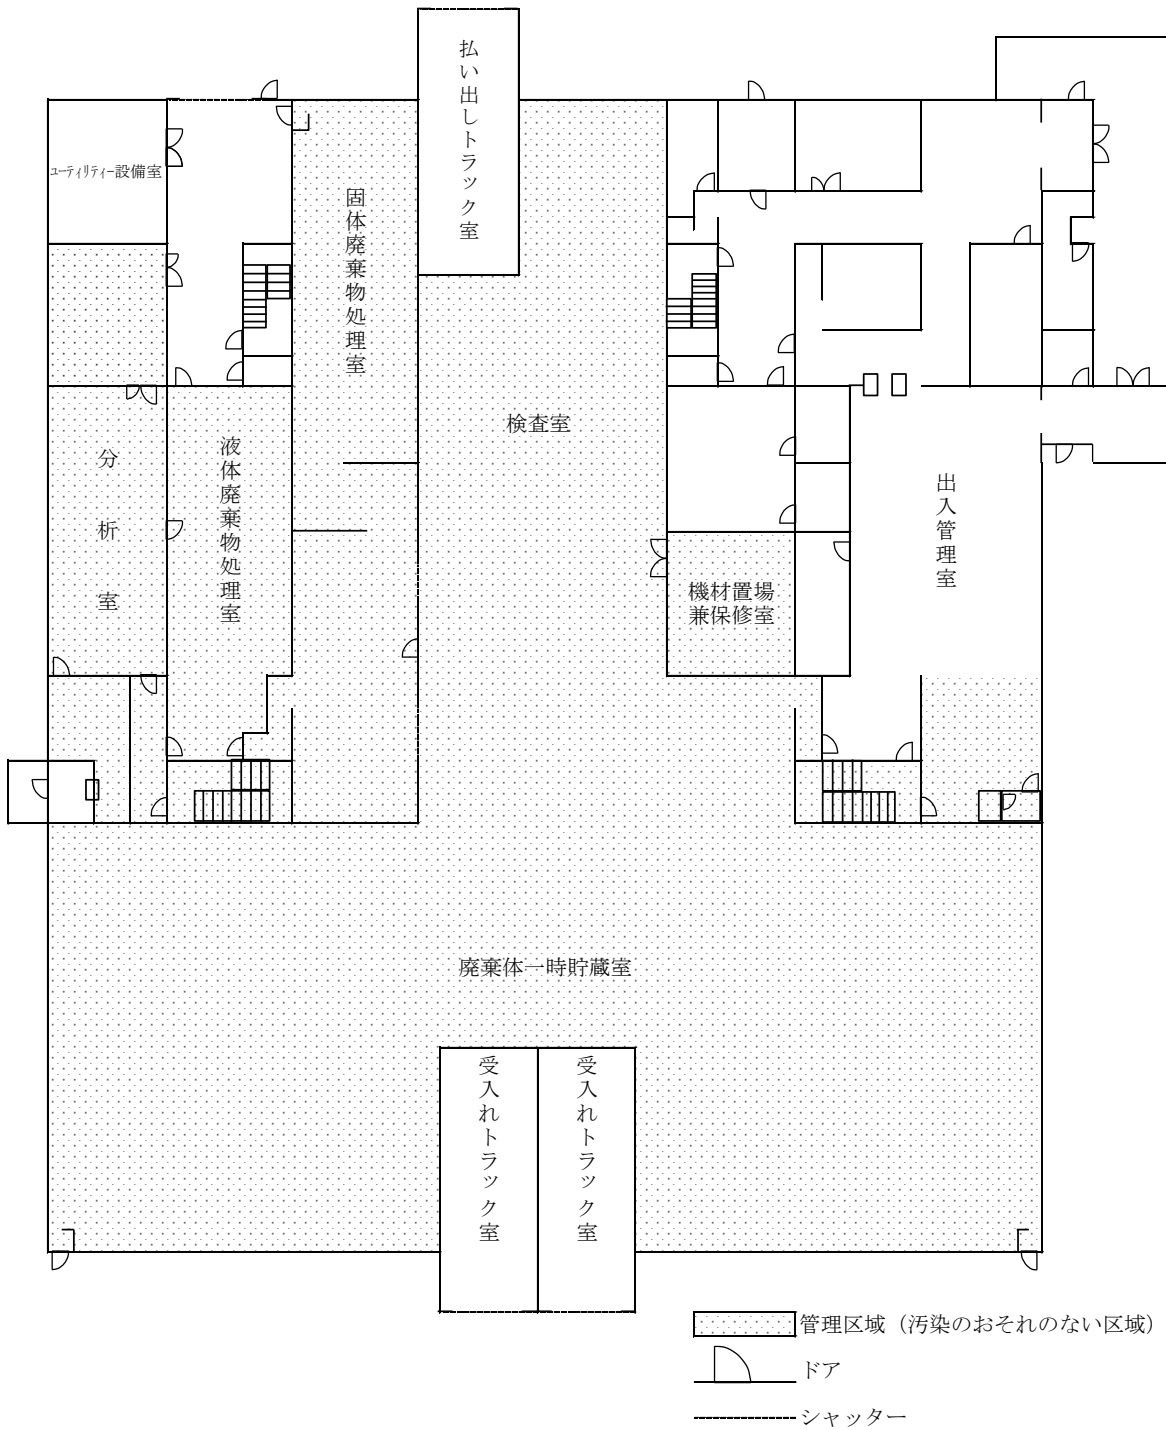 払い出しトラック室
ユーティリティー設備室
固体廃棄物処理室
検査室
分析室
液体廃棄物処理室
出入管理室
機材置場
兼保修室
廃棄体一時貯蔵室
受入れトラック室
受入れトラック室
管理区域（汚染のおそれのない区域）
ドア
シャッター